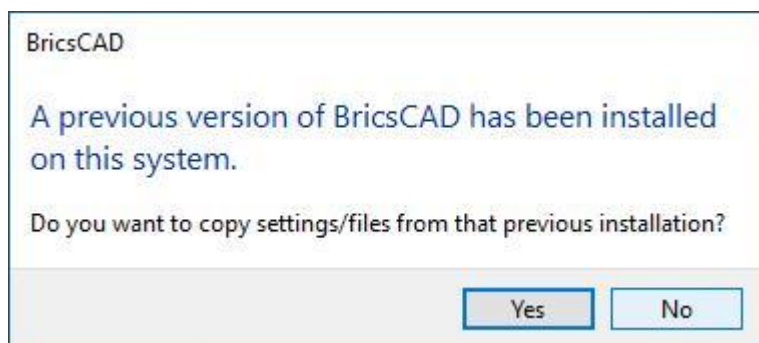 BricsCAD
A previous version of BricsCAD has been installed
on this system.
Do you want to copy settings/files from that previous installation?
Yes No